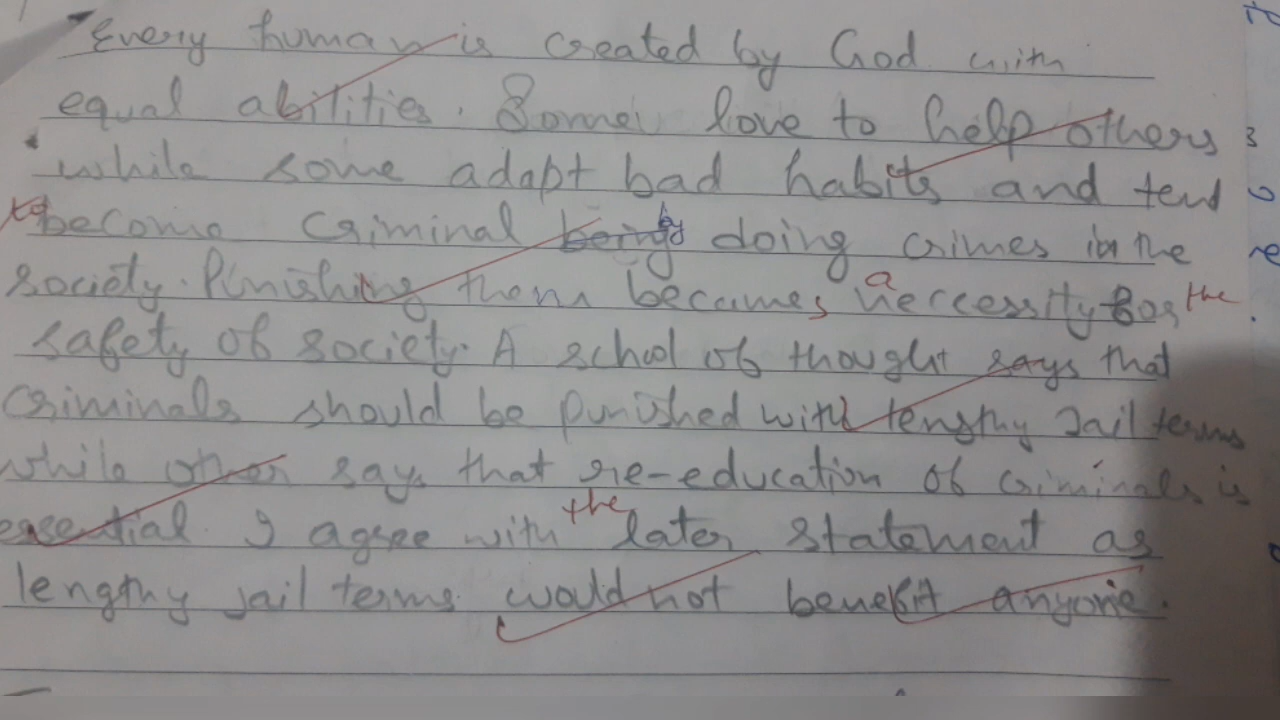 Every human is created by God with
equal abilities. Some love to help others
while some adapt bad habits and tend
to become criminal by doing crimes in the
society. Punishing them becomes a neccessity for the
safety of society. A school of thought says that
criminals should be punished with lengthy Jail terms
while other says that re-education of criminals is
essential. I agree with the later statement as
lengthy jail terms would not benefit anyone.